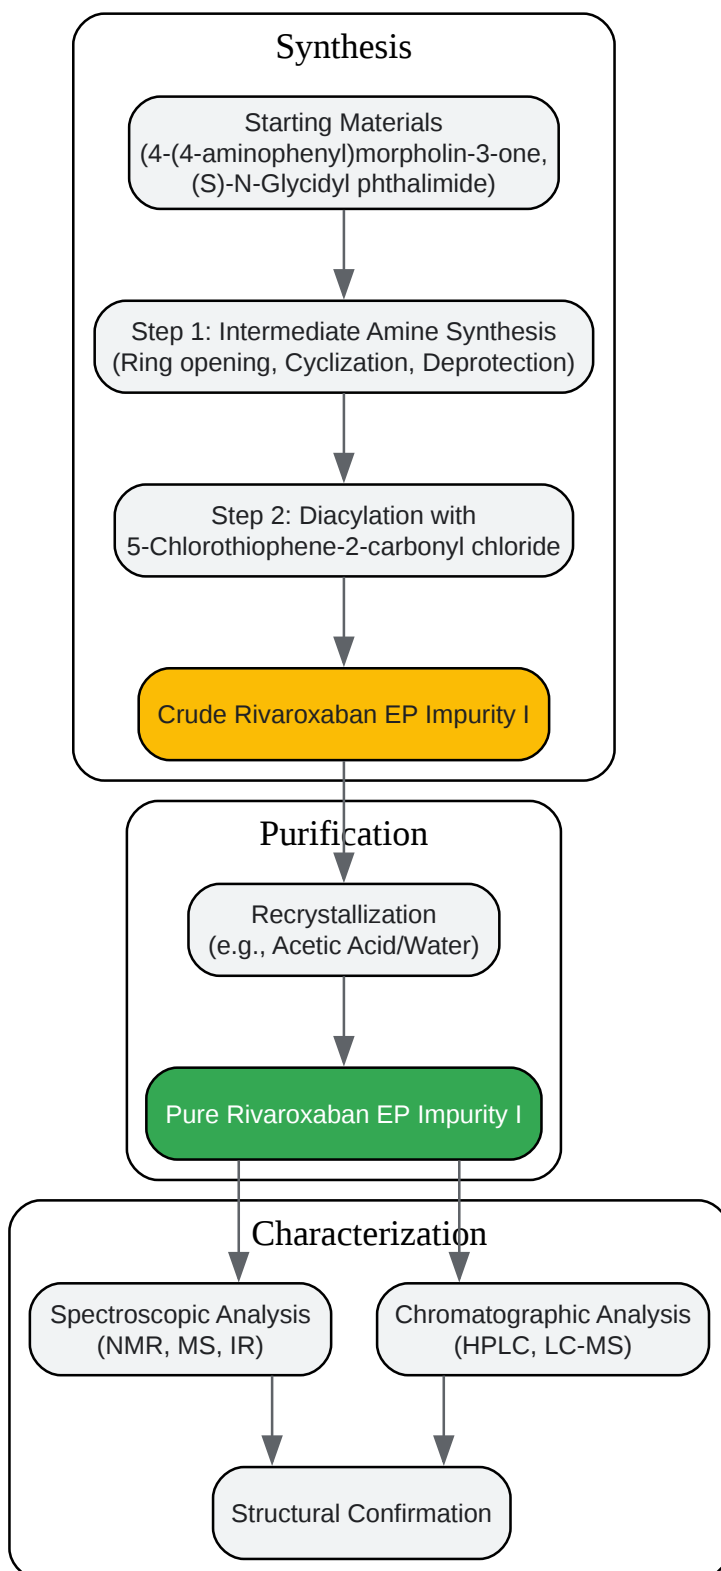 Synthesis
Starting Materials
(4-(4-aminophenyl)morpholin-3-one,
(S)-N-Glycidyl phthalimide)
Step 1: Intermediate Amine Synthesis
(Ring opening, Cyclization, Deprotection)
Step 2: Diacylation with
5-Chlorothiophene-2-carbonyl chloride
Crude Rivaroxaban EP Impurity I
Purification
Recrystallization
(e.g., Acetic Acid/Water)
Pure Rivaroxaban EP Impurity I
Characterization
Spectroscopic Analysis
(NMR, MS, IR)
Chromatographic Analysis
(HPLC, LC-MS)
Structural Confirmation